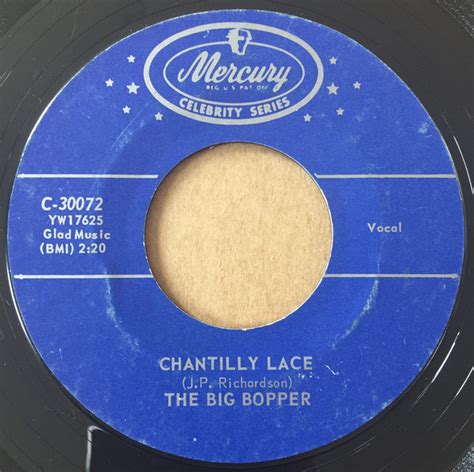 Mercury
REG U S PAT OFF
CELEBRITY SERIES
C-30072
YW17625
Glad Music
(BMI) 2:20
Vocal
CHANTILLY LACE
(J.P. Richardson)
THE BIG BOPPER